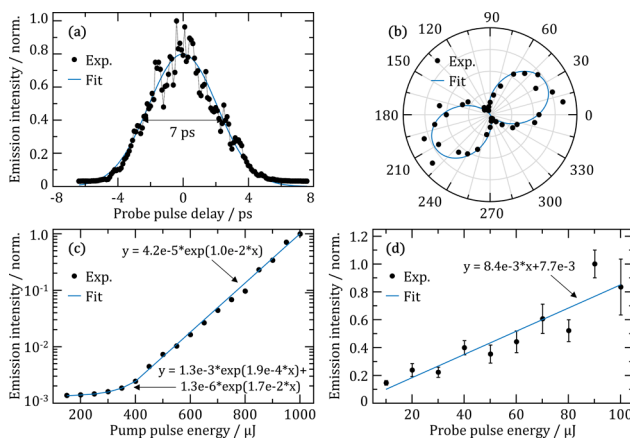 (a)
Exp.
Fit
7 ps
Emission intensity / norm.
1.0
0.8
0.6
0.4
0.2
0
-8 -4 0 4 8
Probe pulse delay / ps
(b)
Exp.
Fit
90
60
30
0
330
300
270
240
210
180
150
120
(c)
Exp.
Fit
y = 4.2e-5*exp(1.0e-2*x)
y = 1.3e-3*exp(1.9e-4*x)+
1.3e-6*exp(1.7e-2*x)
Emission intensity / norm.
1.0
10-1
10-2
10-3
200 400 600 800 1000
Pump pulse energy / μJ
(d)
Exp.
Fit
y = 8.4e-3*x+7.7e-3
Emission intensity / norm.
1.2
1.0
0.8
0.6
0.4
0.2
0
20 40 60 80 100
Probe pulse energy / μJ